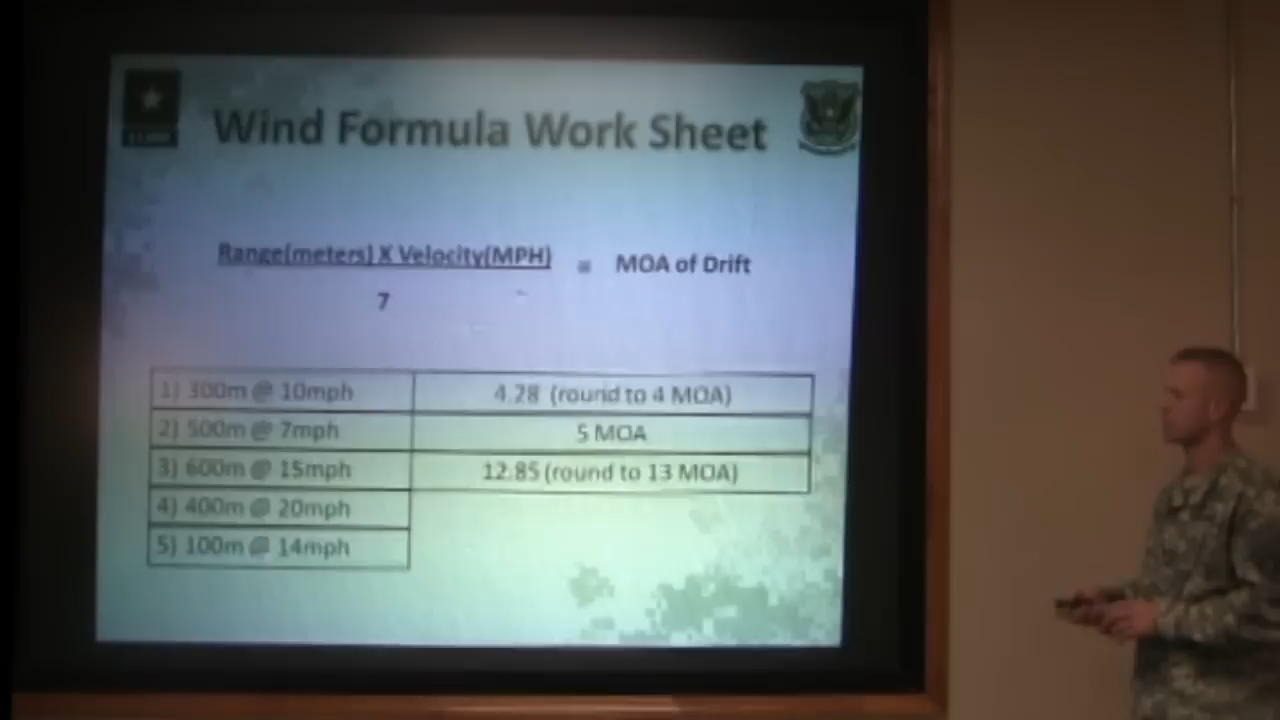 Wind Formula Work Sheet
Range(meters) X Velocity(MPH) = MOA of Drift
7
1) 300m @ 10mph 4.28 (round to 4 MOA)
2) 500m @ 7mph 5 MOA
3) 600m @ 15mph 12.85 (round to 13 MOA)
4) 400m @ 20mph
5) 100m @ 14mph